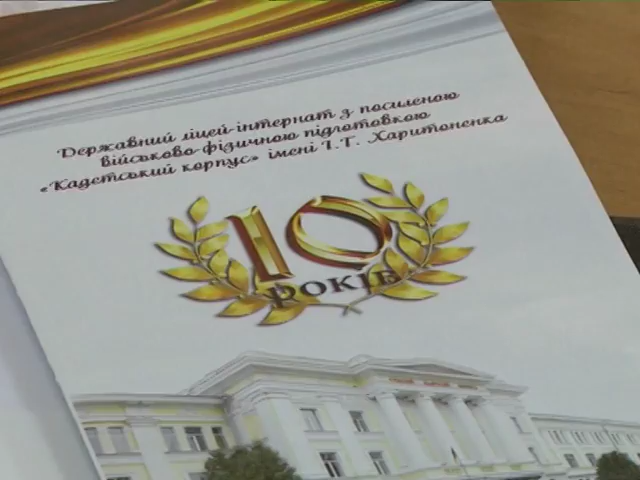 Державний ліцей-інтернат з посиленою
військово-фізичною підготовкою
«Кадетський корпус» імені І.Г. Харитоненка
10
РОКІВ